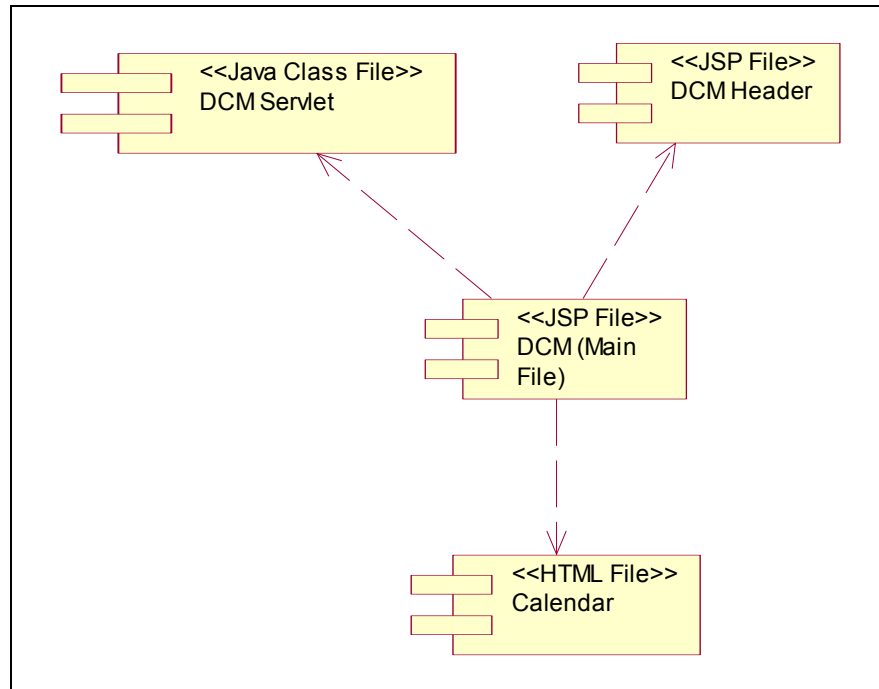 <<Java Class File>>
DCM Servlet
<<JSP File>>
DCM Header
<<JSP File>>
DCM (Main
File)
<<HTML File>>
Calendar